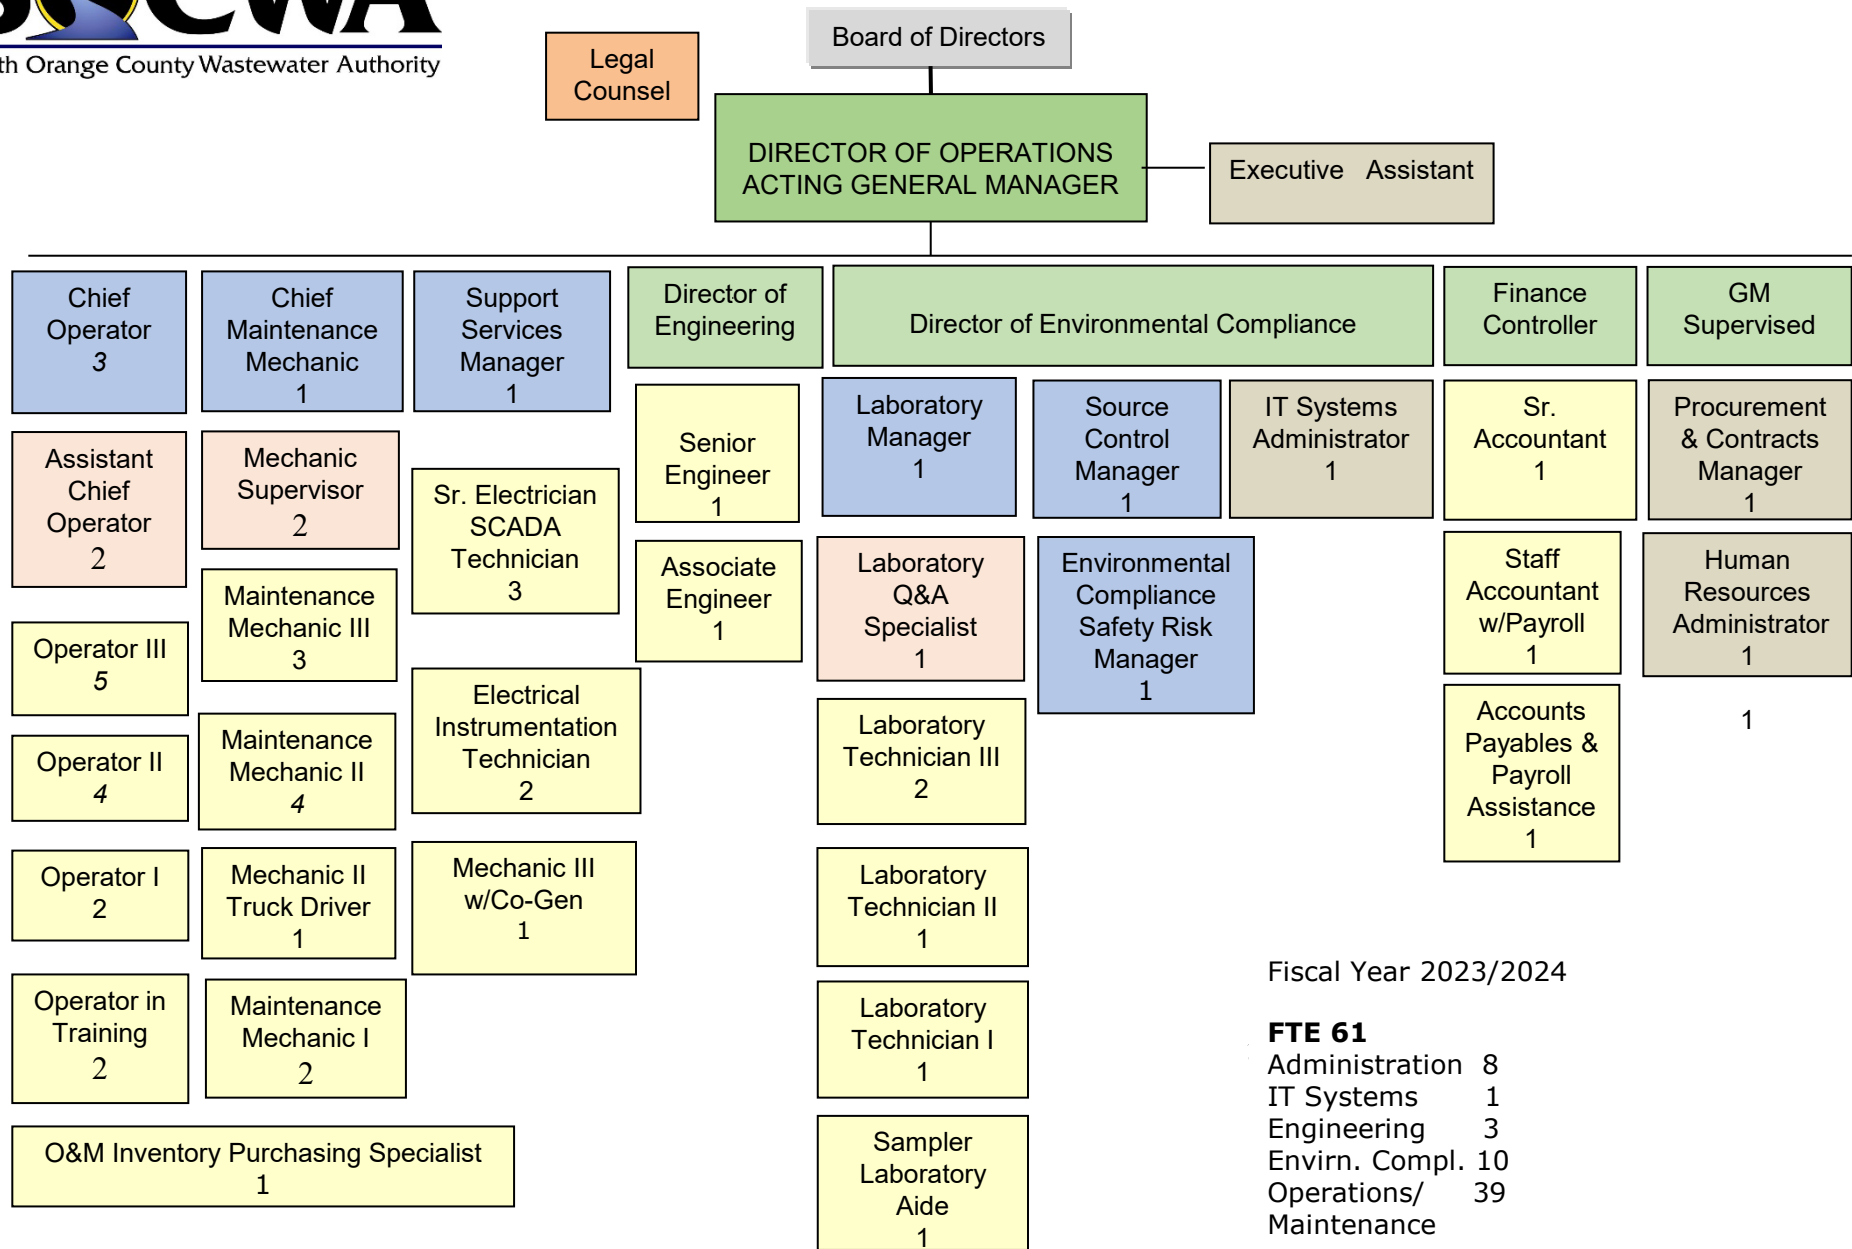 th Orange County Wastewater Authority
Legal
Counsel
Board of Directors
DIRECTOR OF OPERATIONS
ACTING GENERAL MANAGER
Executive Assistant
Chief
Operator
3
Assistant
Chief
Operator
2
Operator III
5
Operator II
4
Operator I
2
Operator in
Training
2
O&M Inventory Purchasing Specialist
1
Chief
Maintenance
Mechanic
1
Mechanic
Supervisor
2
Maintenance
Mechanic III
3
Maintenance
Mechanic II
4
Mechanic II
Truck Driver
1
Maintenance
Mechanic I
2
Support
Services
Manager
1
Sr. Electrician
SCADA
Technician
3
Electrical
Instrumentation
Technician
2
Mechanic III
w/Co-Gen
1
Director of
Engineering
Senior
Engineer
1
Associate
Engineer
1
Director of Environmental Compliance
Laboratory
Manager
1
Laboratory
Q&A
Specialist
1
Laboratory
Technician III
2
Laboratory
Technician II
1
Laboratory
Technician I
1
Sampler
Laboratory
Aide
1
Source
Control
Manager
1
Environmental
Compliance
Safety Risk
Manager
1
IT Systems
Administrator
1
Finance
Controller
Sr.
Accountant
1
Staff
Accountant
w/Payroll
1
Accounts
Payables &
Payroll
Assistance
1
GM
Supervised
Procurement
& Contracts
Manager
1
Human
Resources
Administrator
1
1
Fiscal Year 2023/2024
FTE 61
Administration 8
IT Systems 1
Engineering 3
Envirn. Compl. 10
Operations/ 39
Maintenance